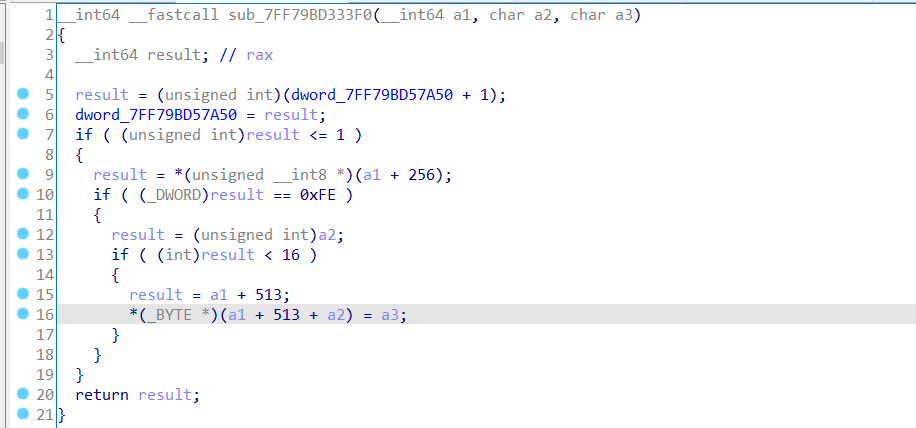 1 __int64 __fastcall sub_7FF79BD333F0(__int64 a1, char a2, char a3)
2 {
3   __int64 result; // rax
4
5   result = (unsigned int)(dword_7FF79BD57A50 + 1);
6   dword_7FF79BD57A50 = result;
7   if ( (unsigned int)result <= 1 )
8   {
9     result = *(unsigned __int8 *)(a1 + 256);
10     if ( (_DWORD)result == 0xFE )
11     {
12       result = (unsigned int)a2;
13       if ( (int)result < 16 )
14       {
15         result = a1 + 513;
16         *(_BYTE *)(a1 + 513 + a2) = a3;
17       }
18     }
19   }
20   return result;
21 }